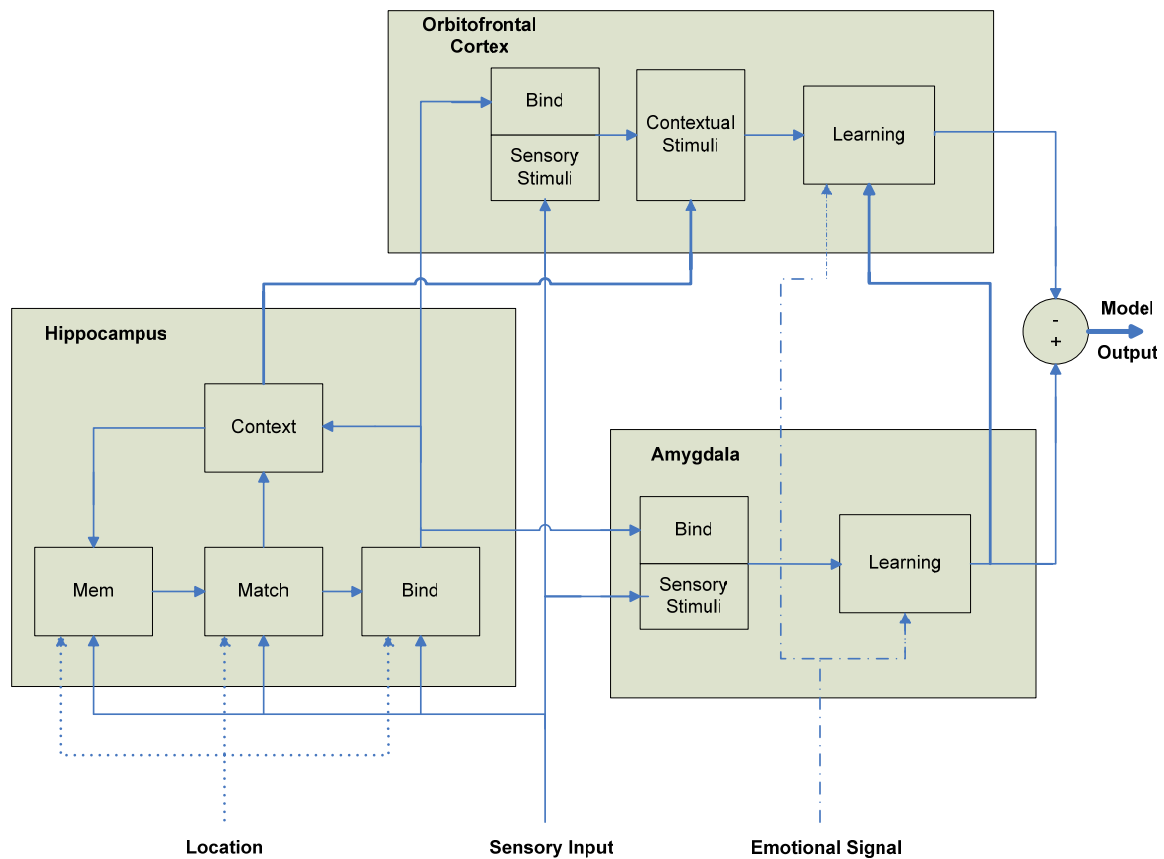 Orbitofrontal
Cortex
Bind
Sensory
Stimuli
Contextual
Stimuli
Learning
-
+
Model
Output
Hippocampus
Context
Mem
Match
Bind
Amygdala
Bind
Sensory
Stimuli
Learning
Location
Sensory Input
Emotional Signal